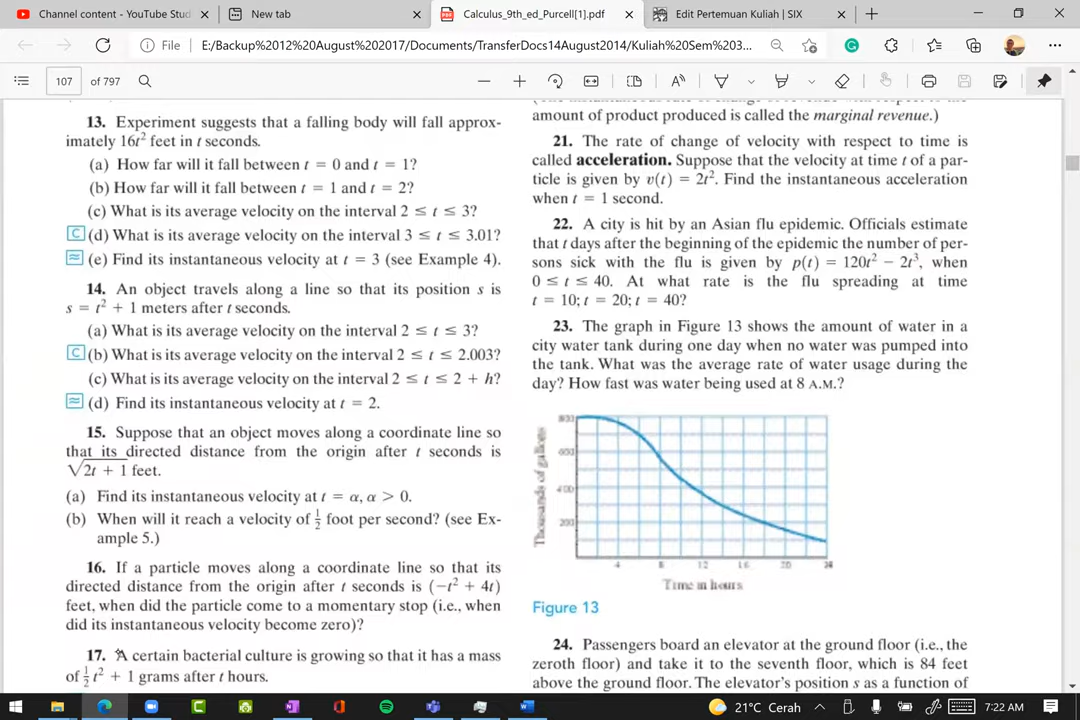 Channel content - YouTube Stud
New tab
Calculus_9th_ed_Purcell[1].pdf
Edit Pertemuan Kuliah | SIX
File
E:/Backup%2012%20August%202017/Documents/TransferDocs14August2014/Kuliah%20Sem%203...
107
of 797
13. Experiment suggests that a falling body will fall approx-
imately 16t² feet in t seconds.
(a) How far will it fall between t = 0 and t = 1?
(b) How far will it fall between t = 1 and t = 2?
(c) What is its average velocity on the interval 2 ≤ t ≤ 3?
C (d) What is its average velocity on the interval 3 ≤ t ≤ 3.01?
≈ (e) Find its instantaneous velocity at t = 3 (see Example 4).
14. An object travels along a line so that its position s is
s = t² + 1 meters after t seconds.
(a) What is its average velocity on the interval 2 ≤ t ≤ 3?
C (b) What is its average velocity on the interval 2 ≤ t ≤ 2.003?
(c) What is its average velocity on the interval 2 ≤ t ≤ 2 + h?
≈ (d) Find its instantaneous velocity at t = 2.
15. Suppose that an object moves along a coordinate line so
that its directed distance from the origin after t seconds is
√2t + 1 feet.
(a) Find its instantaneous velocity at t = α, α > 0.
(b) When will it reach a velocity of ½ foot per second? (see Ex-
ample 5.)
16. If a particle moves along a coordinate line so that its
directed distance from the origin after t seconds is (−t² + 4t)
feet, when did the particle come to a momentary stop (i.e., when
did its instantaneous velocity become zero)?
17. A certain bacterial culture is growing so that it has a mass
of ½t² + 1 grams after t hours.
amount of product produced is called the marginal revenue.)
21. The rate of change of velocity with respect to time is
called acceleration. Suppose that the velocity at time t of a par-
ticle is given by v(t) = 2t². Find the instantaneous acceleration
when t = 1 second.
22. A city is hit by an Asian flu epidemic. Officials estimate
that t days after the beginning of the epidemic the number of per-
sons sick with the flu is given by p(t) = 120t² − 2t³, when
0 ≤ t ≤ 40. At what rate is the flu spreading at time
t = 10; t = 20; t = 40?
23. The graph in Figure 13 shows the amount of water in a
city water tank during one day when no water was pumped into
the tank. What was the average rate of water usage during the
day? How fast was water being used at 8 A.M.?
Thousands of gallons
800
600
400
200
4 8 12 16 20 24
Time in hours
Figure 13
24. Passengers board an elevator at the ground floor (i.e., the
zeroth floor) and take it to the seventh floor, which is 84 feet
above the ground floor. The elevator's position s as a function of
21°C Cerah
7:22 AM